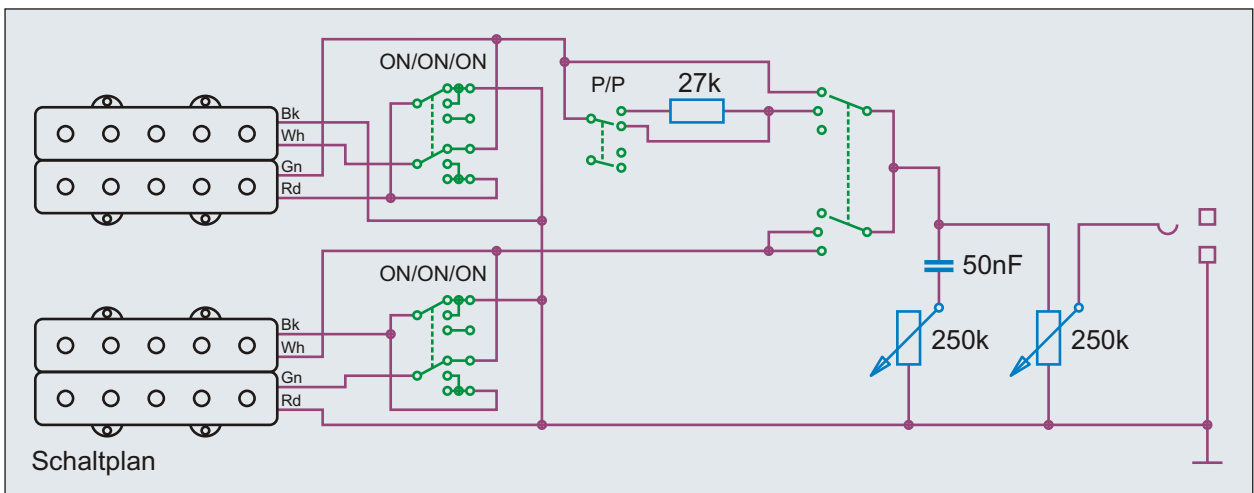 ON/ON/ON
P/P
27k
Bk
Wh
Gn
Rd
ON/ON/ON
50nF
Bk
Wh
250k
250k
Gn
Rd
Schaltplan